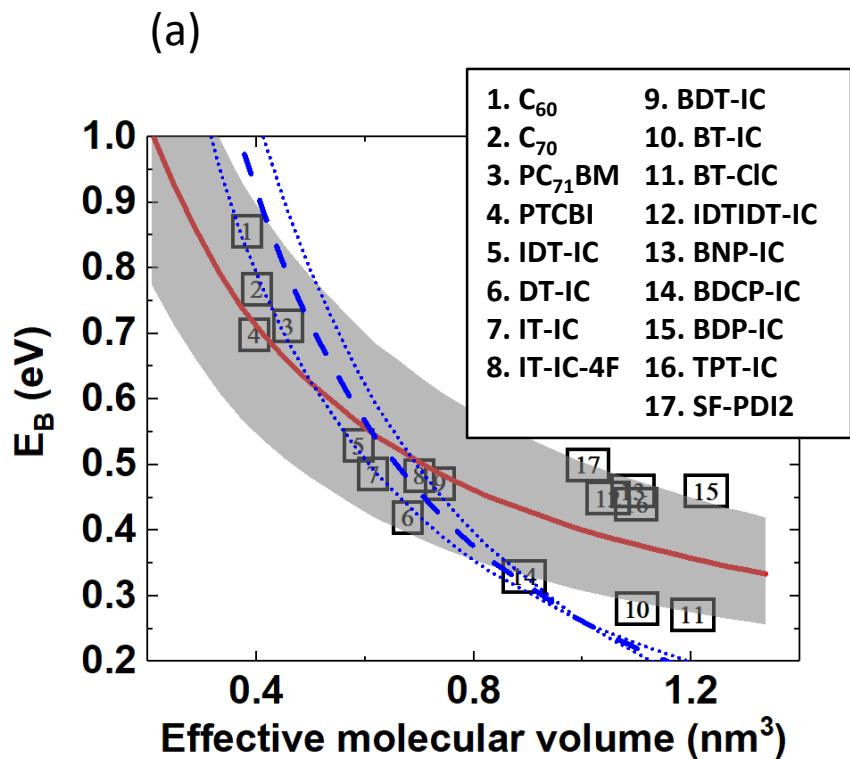 (a)
1. C₆₀ 9. BDT-IC
2. C₇₀ 10. BT-IC
3. PC₇₁BM 11. BT-ClC
4. PTCBI 12. IDTIDT-IC
5. IDT-IC 13. BNP-IC
6. DT-IC 14. BDCP-IC
7. IT-IC 15. BDP-IC
8. IT-IC-4F 16. TPT-IC
17. SF-PDI2
1.0
0.9
0.8
0.7
0.6
0.5
0.4
0.3
0.2
E_B (eV)
1
2
3
4
5
7
8
9
6
17
15
16
14
10
11
0.4 0.8 1.2
Effective molecular volume (nm³)